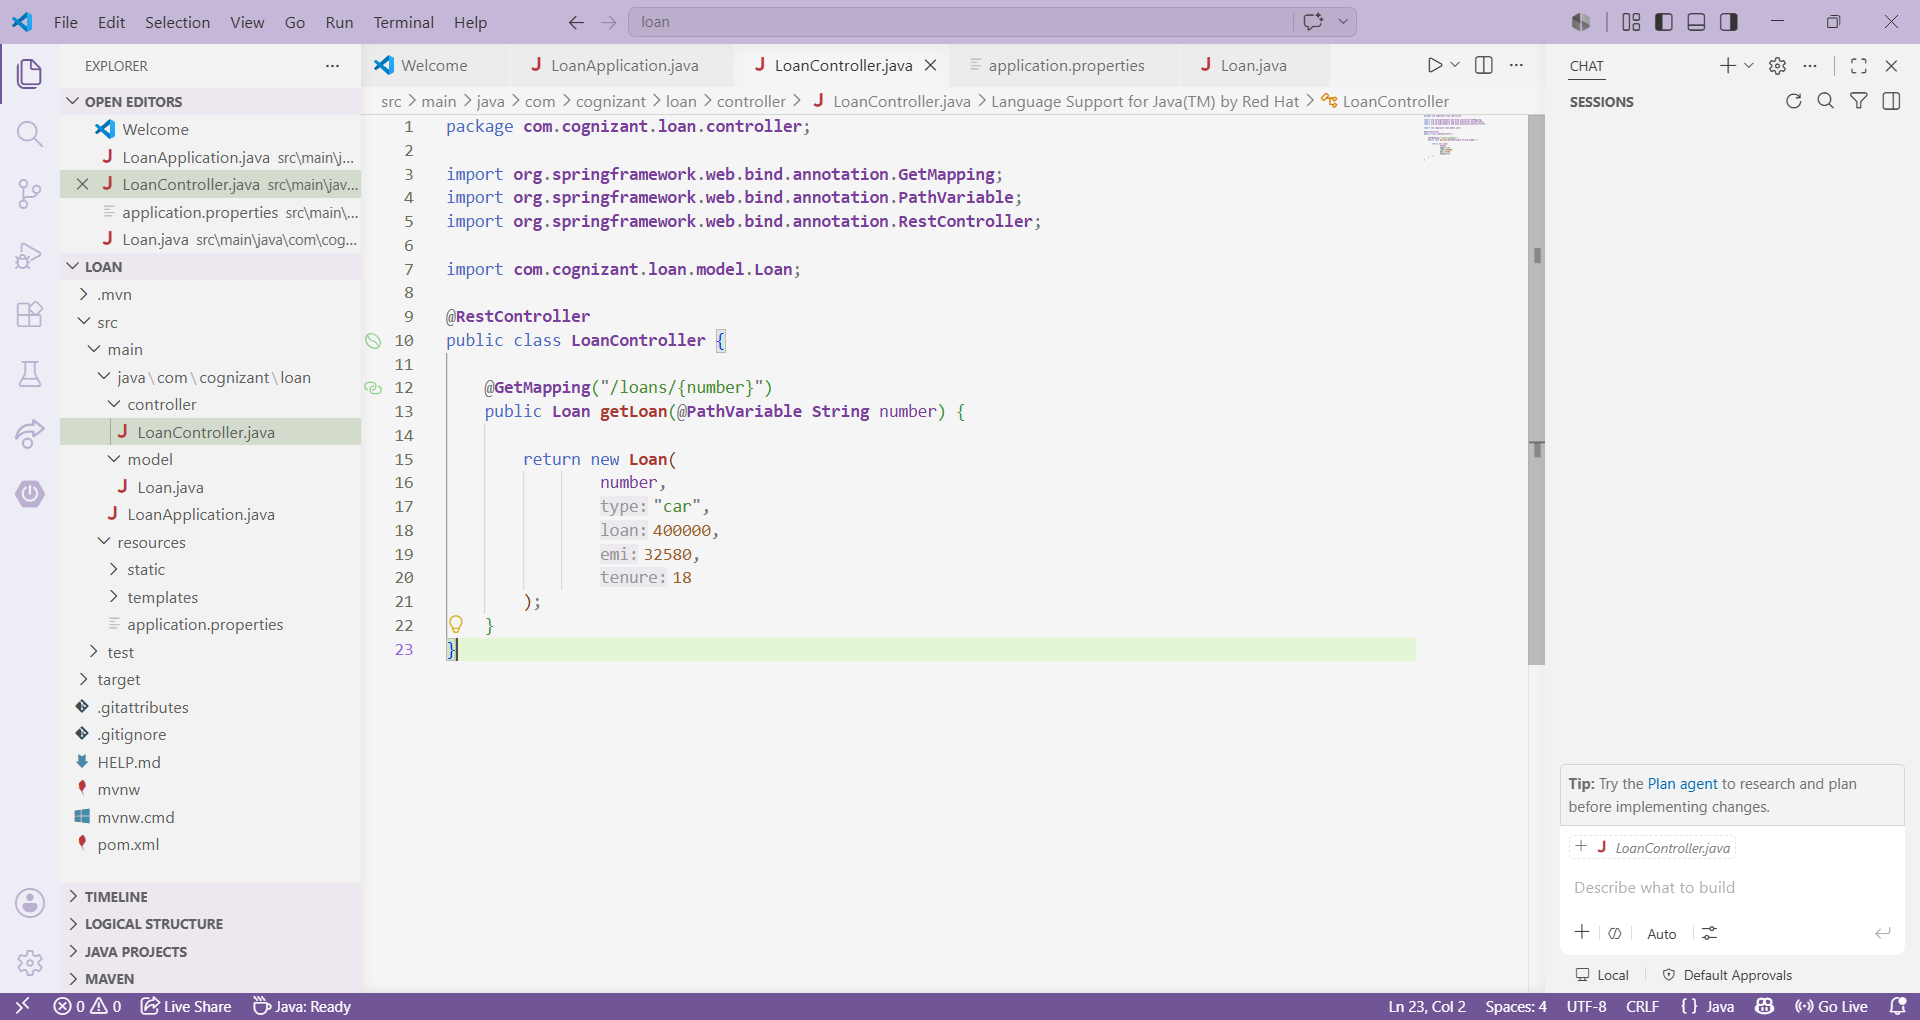 File Edit Selection View Go Run Terminal Help
loan
EXPLORER
OPEN EDITORS
Welcome
LoanApplication.java src\main\j...
LoanController.java src\main\jav...
application.properties src\main\...
Loan.java src\main\java\com\cog...
LOAN
.mvn
src
main
java\com\cognizant\loan
controller
LoanController.java
model
Loan.java
LoanApplication.java
resources
static
templates
application.properties
test
target
.gitattributes
.gitignore
HELP.md
mvnw
mvnw.cmd
pom.xml
TIMELINE
LOGICAL STRUCTURE
JAVA PROJECTS
MAVEN
Welcome LoanApplication.java LoanController.java application.properties Loan.java
src > main > java > com > cognizant > loan > controller > LoanController.java > Language Support for Java(TM) by Red Hat > LoanController
1 package com.cognizant.loan.controller;
2
3 import org.springframework.web.bind.annotation.GetMapping;
4 import org.springframework.web.bind.annotation.PathVariable;
5 import org.springframework.web.bind.annotation.RestController;
6
7 import com.cognizant.loan.model.Loan;
8
9 @RestController
10 public class LoanController {
11
12 @GetMapping("/loans/{number}")
13 public Loan getLoan(@PathVariable String number) {
14
15 return new Loan(
16 number,
17 type: "car",
18 loan: 400000,
19 emi: 32580,
20 tenure: 18
21 );
22 }
23 }
CHAT
SESSIONS
Tip: Try the Plan agent to research and plan
before implementing changes.
LoanController.java
Describe what to build
Auto
Local Default Approvals
0 0 Live Share Java: Ready Ln 23, Col 2 Spaces: 4 UTF-8 CRLF {} Java Go Live